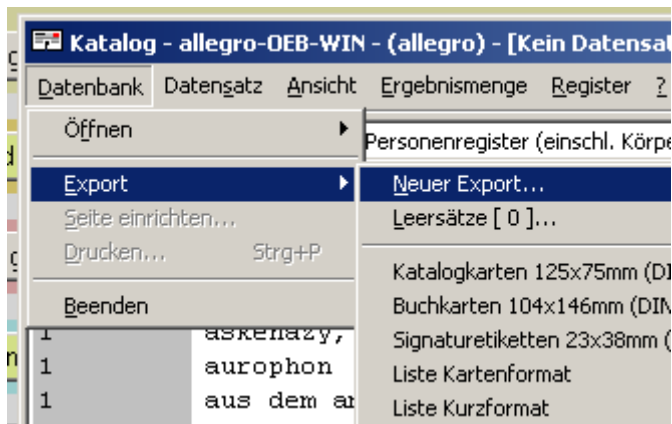 Katalog - allegro-OEB-WIN - (allegro) - [Kein Datensat
Datenbank Datensatz Ansicht Ergebnismenge Register ?
Öffnen
Personenregister (einschl. Körpe
Export
Neuer Export...
Seite einrichten...
Leersätze [ 0 ]...
Drucken... Strg+P
Katalogkarten 125x75mm (DI
Beenden
Buchkarten 104x146mm (DIN
1 askenazy,
Signaturetiketten 23x38mm (
1 aurophon
Liste Kartenformat
1 aus dem ar
Liste Kurzformat